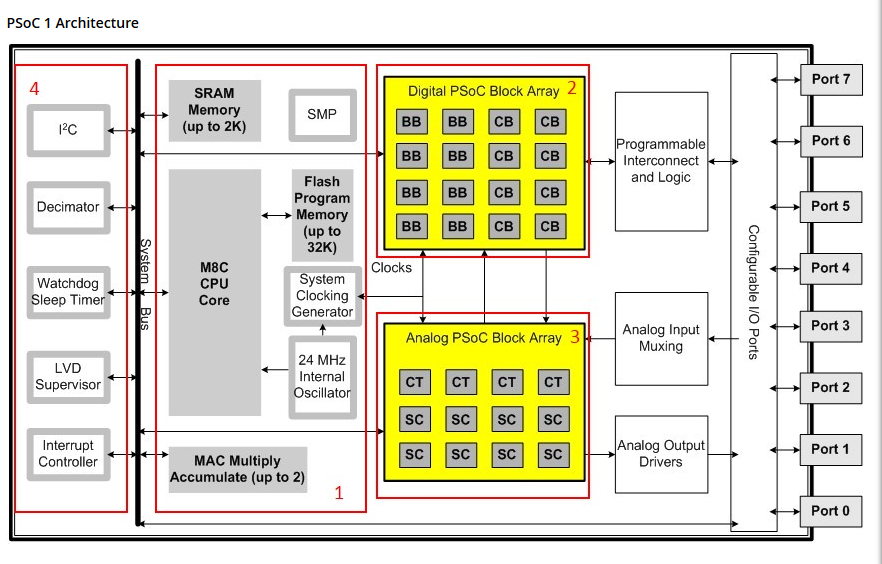 PSoC 1 Architecture
4
I²C
Decimator
Watchdog
Sleep Timer
LVD
Supervisor
Interrupt
Controller
System Bus
SRAM
Memory
(up to 2K)
SMP
M8C
CPU
Core
Flash
Program
Memory
(up to
32K)
System
Clocking
Generator
24 MHz
Internal
Oscillator
MAC Multiply
Accumulate (up to 2)
1
Clocks
Digital PSoC Block Array
2
BB BB CB CB
BB BB CB CB
BB BB CB CB
BB BB CB CB
Analog PSoC Block Array
3
CT CT CT CT
SC SC SC SC
SC SC SC SC
Programmable
Interconnect
and Logic
Analog Input
Muxing
Analog Output
Drivers
Configurable I/O Ports
Port 7
Port 6
Port 5
Port 4
Port 3
Port 2
Port 1
Port 0